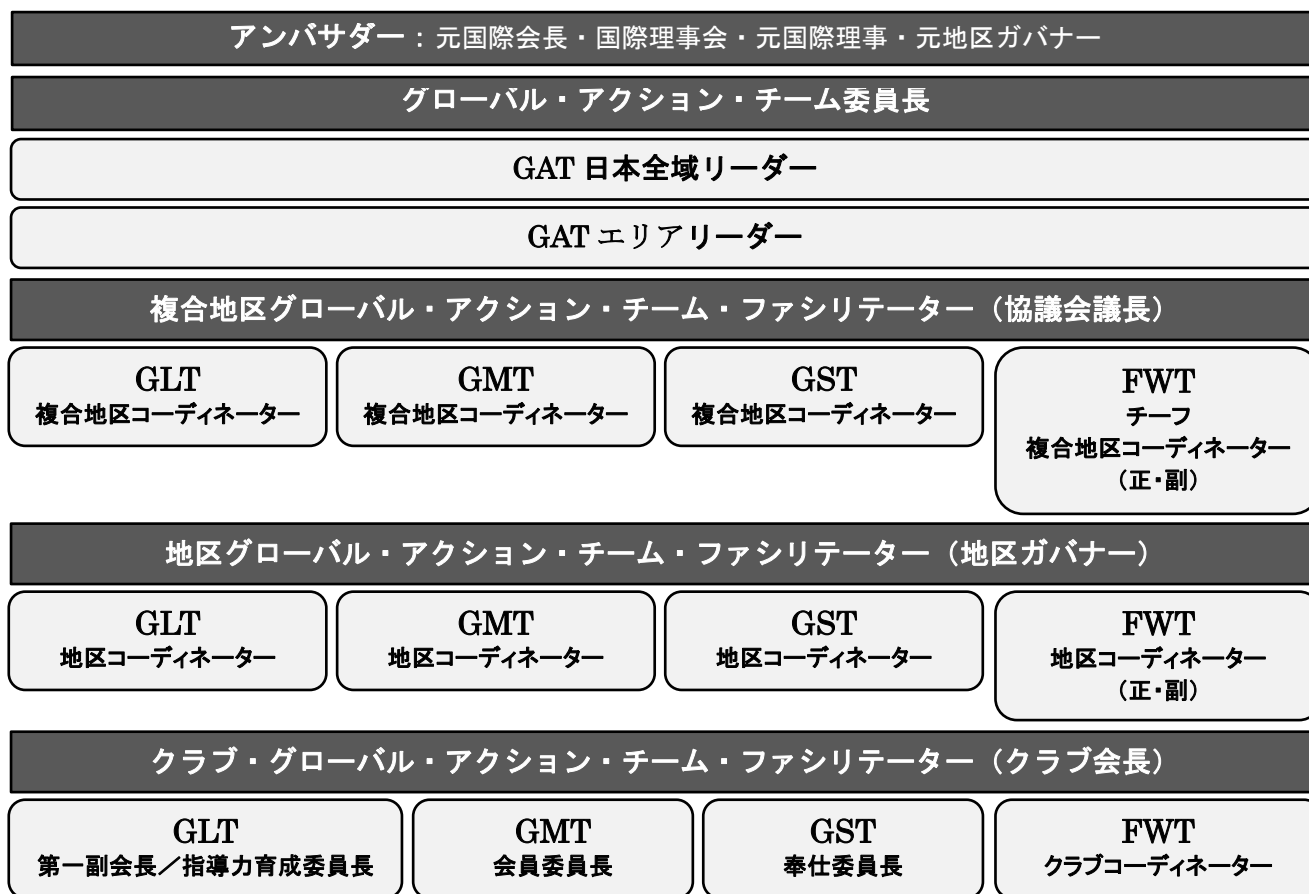 アンバサダー：元国際会長・国際理事会・元国際理事・元地区ガバナー
グローバル・アクション・チーム委員長
GAT 日本全域リーダー
GAT エリアリーダー
複合地区グローバル・アクション・チーム・ファシリテーター（協議会議長）
GLT
複合地区コーディネーター
GMT
複合地区コーディネーター
GST
複合地区コーディネーター
FWT
チーフ
複合地区コーディネーター
（正・副）
地区グローバル・アクション・チーム・ファシリテーター（地区ガバナー）
GLT
地区コーディネーター
GMT
地区コーディネーター
GST
地区コーディネーター
FWT
地区コーディネーター
（正・副）
クラブ・グローバル・アクション・チーム・ファシリテーター（クラブ会長）
GLT
第一副会長／指導力育成委員長
GMT
会員委員長
GST
奉仕委員長
FWT
クラブコーディネーター